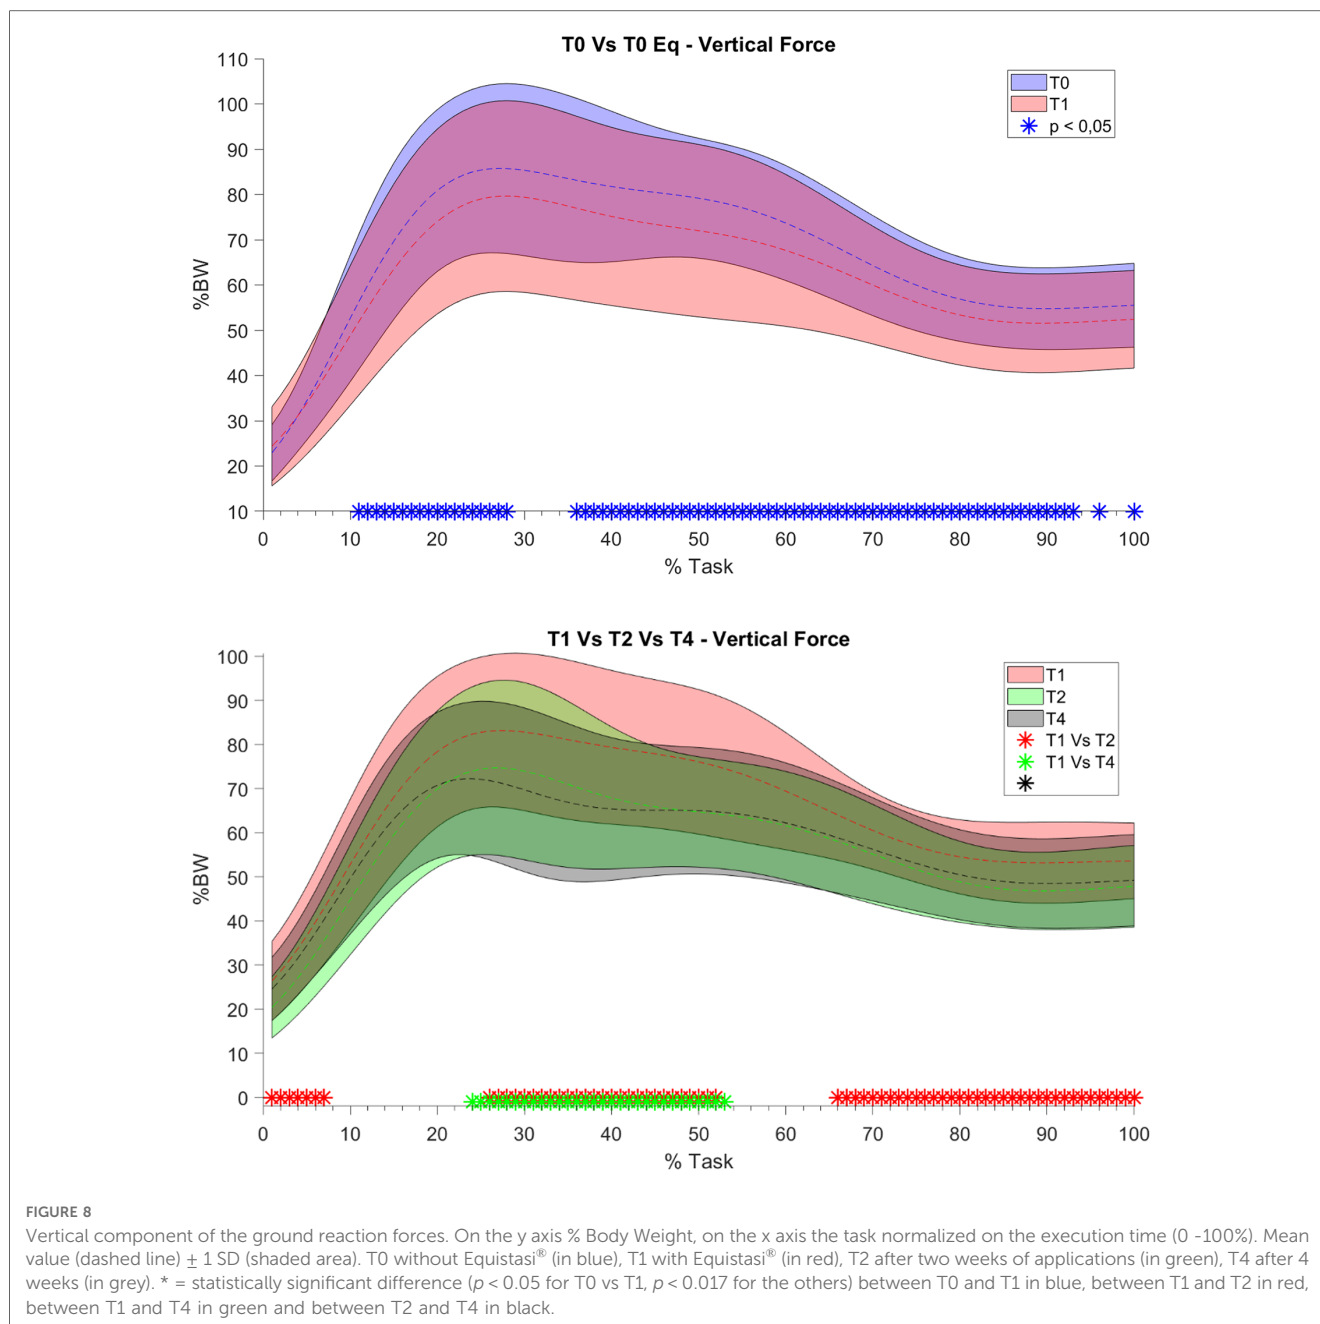 T0 Vs T0 Eq - Vertical Force
110
100
90
80
70
60
50
40
30
20
10
%BW
T0
T1
p < 0,05
0 10 20 30 40 50 60 70 80 90 100
% Task
T1 Vs T2 Vs T4 - Vertical Force
100
90
80
70
60
50
40
30
20
10
0
%BW
T1
T2
T4
T1 Vs T2
T1 Vs T4
0 10 20 30 40 50 60 70 80 90 100
% Task
FIGURE 8
Vertical component of the ground reaction forces. On the y axis % Body Weight, on the x axis the task normalized on the execution time (0 -100%). Mean
value (dashed line) ± 1 SD (shaded area). T0 without Equistasi® (in blue), T1 with Equistasi® (in red), T2 after two weeks of applications (in green), T4 after 4
weeks (in grey). * = statistically significant difference (p < 0.05 for T0 vs T1, p < 0.017 for the others) between T0 and T1 in blue, between T1 and T2 in red,
between T1 and T4 in green and between T2 and T4 in black.